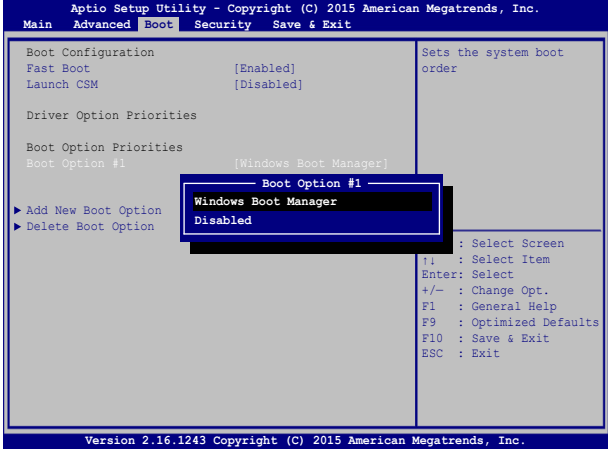 Aptio Setup Utility - Copyright (C) 2015 American Megatrends, Inc.
Main Advanced Boot Security Save & Exit
Boot Configuration
Fast Boot [Enabled]
Launch CSM [Disabled]
Driver Option Priorities
Boot Option Priorities
Boot Option #1 [Windows Boot Manager]
Add New Boot Option
Delete Boot Option
Boot Option #1
Windows Boot Manager
Disabled
Sets the system boot
order
: Select Screen
↑↓ : Select Item
Enter: Select
+/— : Change Opt.
F1 : General Help
F9 : Optimized Defaults
F10 : Save & Exit
ESC : Exit
Version 2.16.1243 Copyright (C) 2015 American Megatrends, Inc.